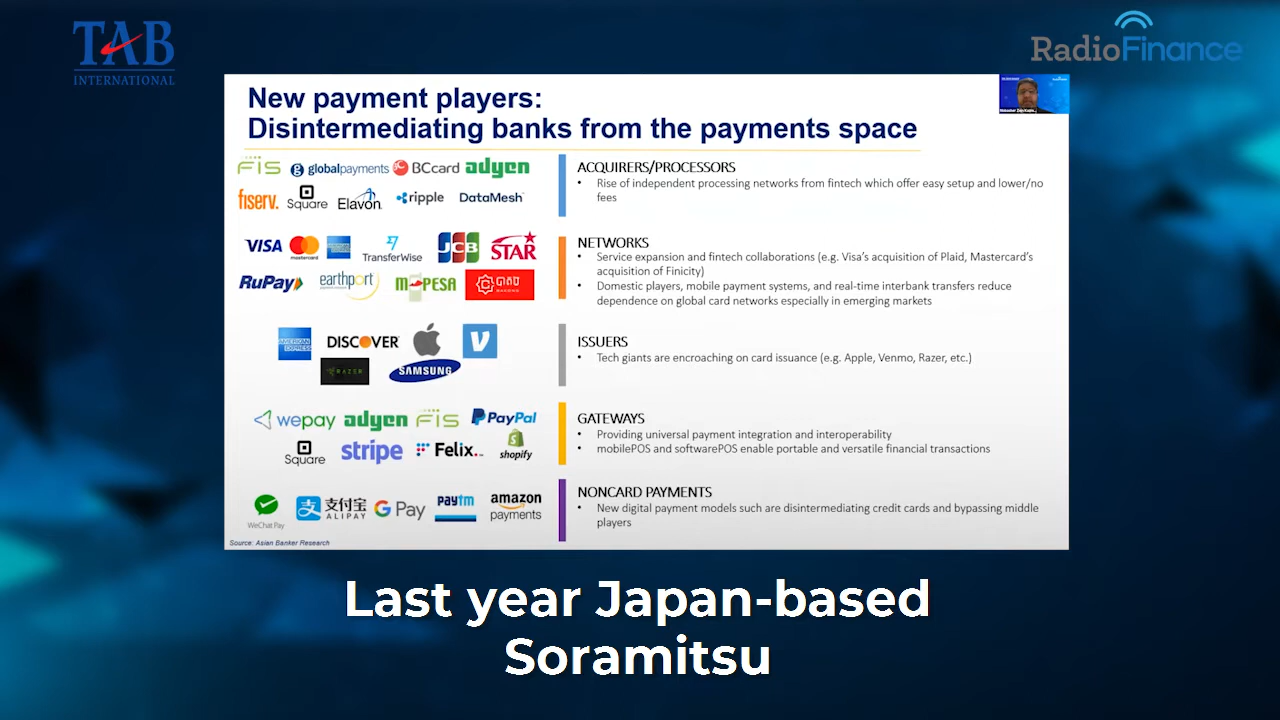 TAB
INTERNATIONAL
RadioFinance
New payment players:
Disintermediating banks from the payments space
FIS
globalpayments
BCcard
adyen
fiserv.
Square
Elavon
ripple
DataMesh
ACQUIRERS/PROCESSORS
• Rise of independent processing networks from fintech which offer easy setup and lower/no
fees
VISA
mastercard
TransferWise
JCB
STAR
RuPay
earthport
M-PESA
NETWORKS
• Service expansion and fintech collaborations (e.g. Visa's acquisition of Plaid, Mastercard's
acquisition of Finicity)
• Domestic players, mobile payment systems, and real-time interbank transfers reduce
dependence on global card networks especially in emerging markets
AMERICAN
EXPRESS
DISCOVER
RAZER
SAMSUNG
ISSUERS
• Tech giants are encroaching on card issuance (e.g. Apple, Venmo, Razer, etc.)
wepay
adyen
FIS
PayPal
Square
stripe
Felix.
shopify
GATEWAYS
• Providing universal payment integration and interoperability
• mobilePOS and softwarePOS enable portable and versatile financial transactions
WeChat Pay
支 支付宝
ALIPAY
G Pay
paytm
amazon
payments
NONCARD PAYMENTS
• New digital payment models such are disintermediating credit cards and bypassing middle
players
Source: Asian Banker Research
Last year Japan-based
Soramitsu